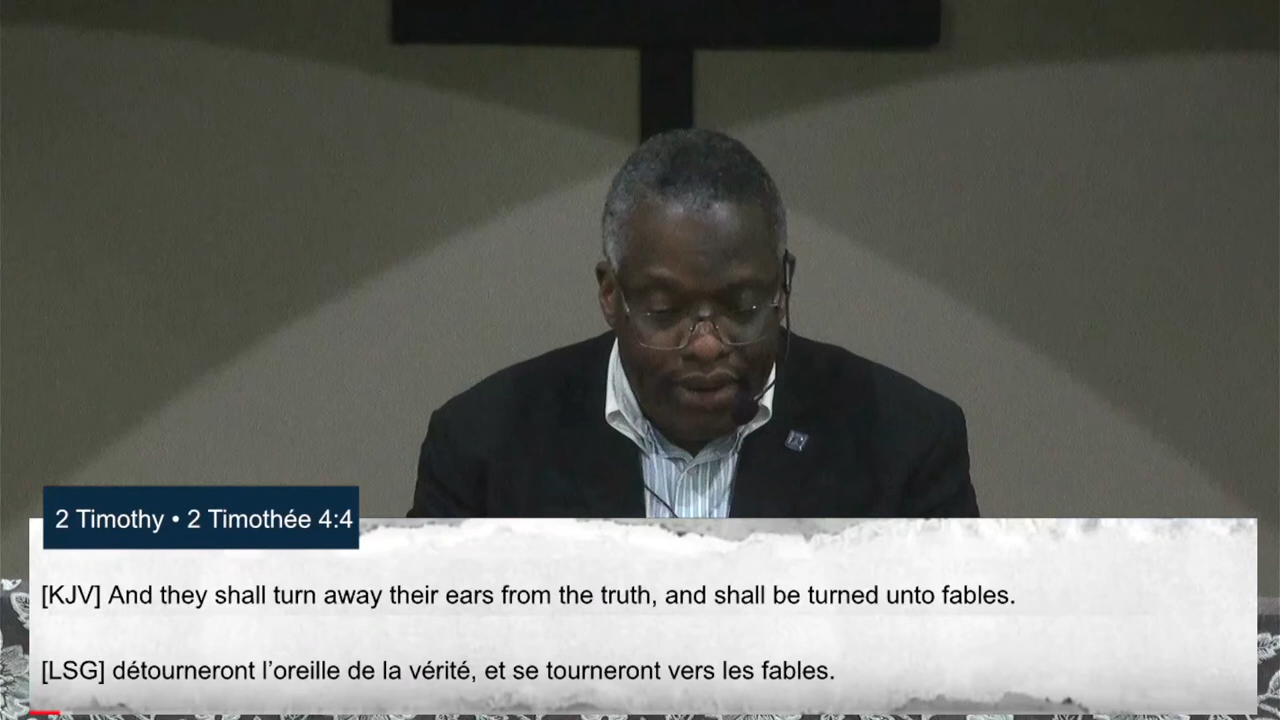 2 Timothy • 2 Timothée 4:4
[KJV] And they shall turn away their ears from the truth, and shall be turned unto fables.
[LSG] détourneront l’oreille de la vérité, et se tourneront vers les fables.